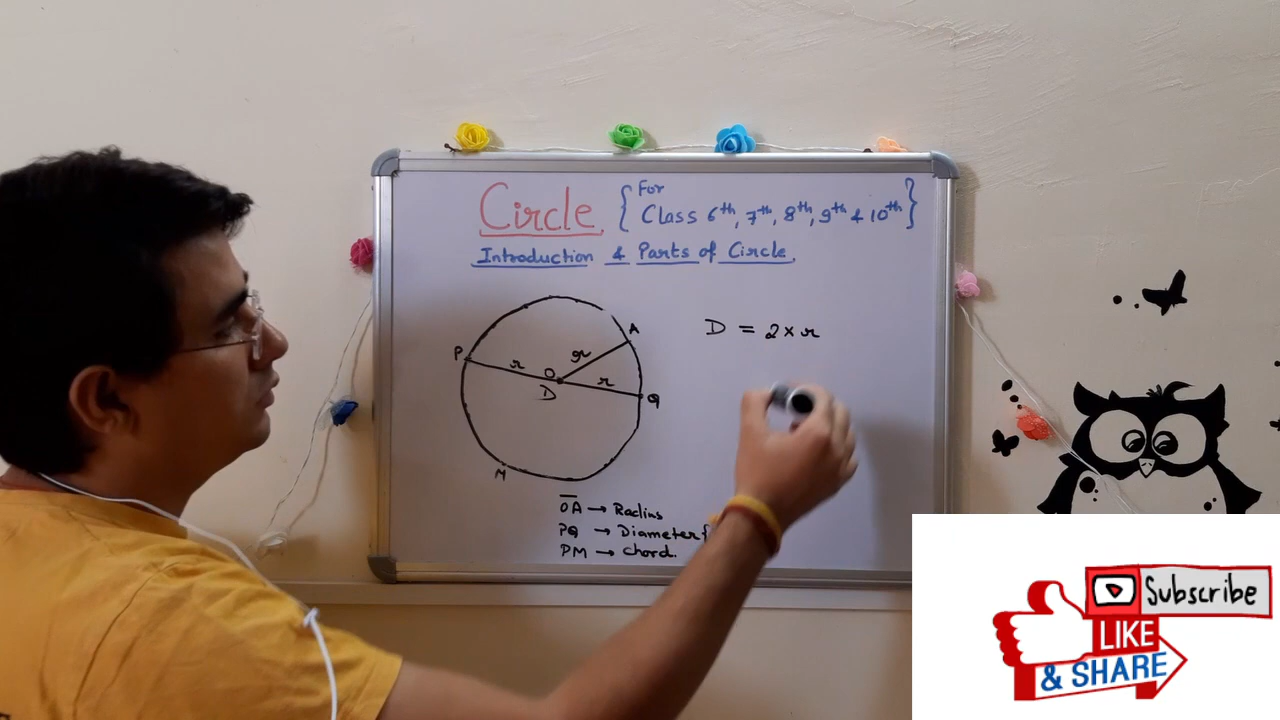 Circle { For Class 6th, 7th, 8th, 9th & 10th }
Introduction & Parts of Circle.
D = 2 × r
A
P
r
O
r
r
D
Q
M
OA → Radius
PQ → Diameter {
PM → Chord.
Subscribe
LIKE
& SHARE